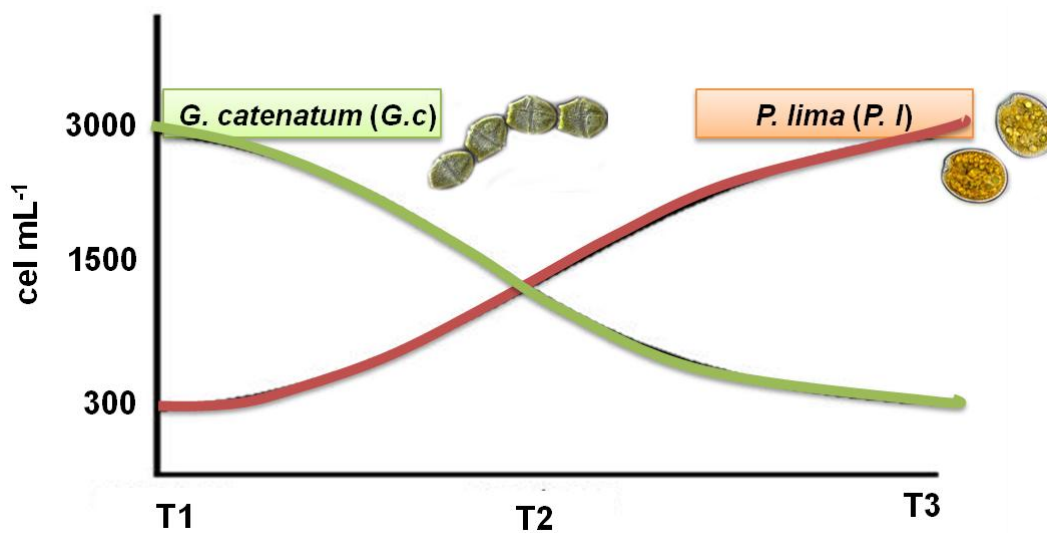 G. catenatum (G.c)
P. lima (P. l)
3000
1500
300
cel mL⁻¹
T1
T2
T3